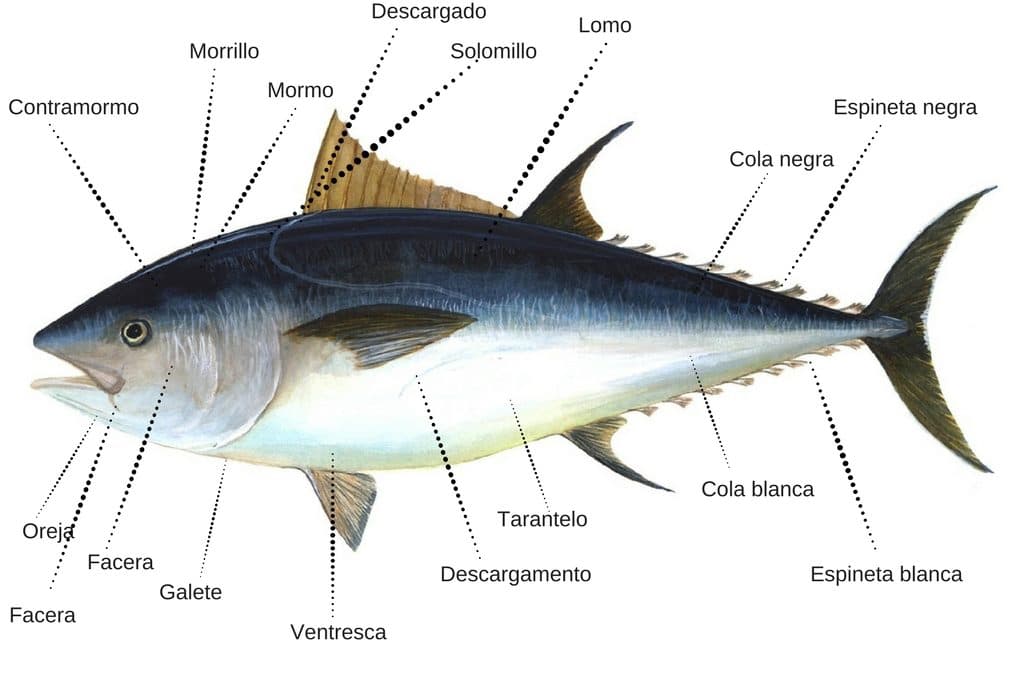 Descargado
Lomo
Morrillo
Solomillo
Mormo
Contramormo
Espineta negra
Cola negra
Cola blanca
Tarantelo
Oreja
Facera
Descargamento
Espineta blanca
Galete
Facera
Ventresca